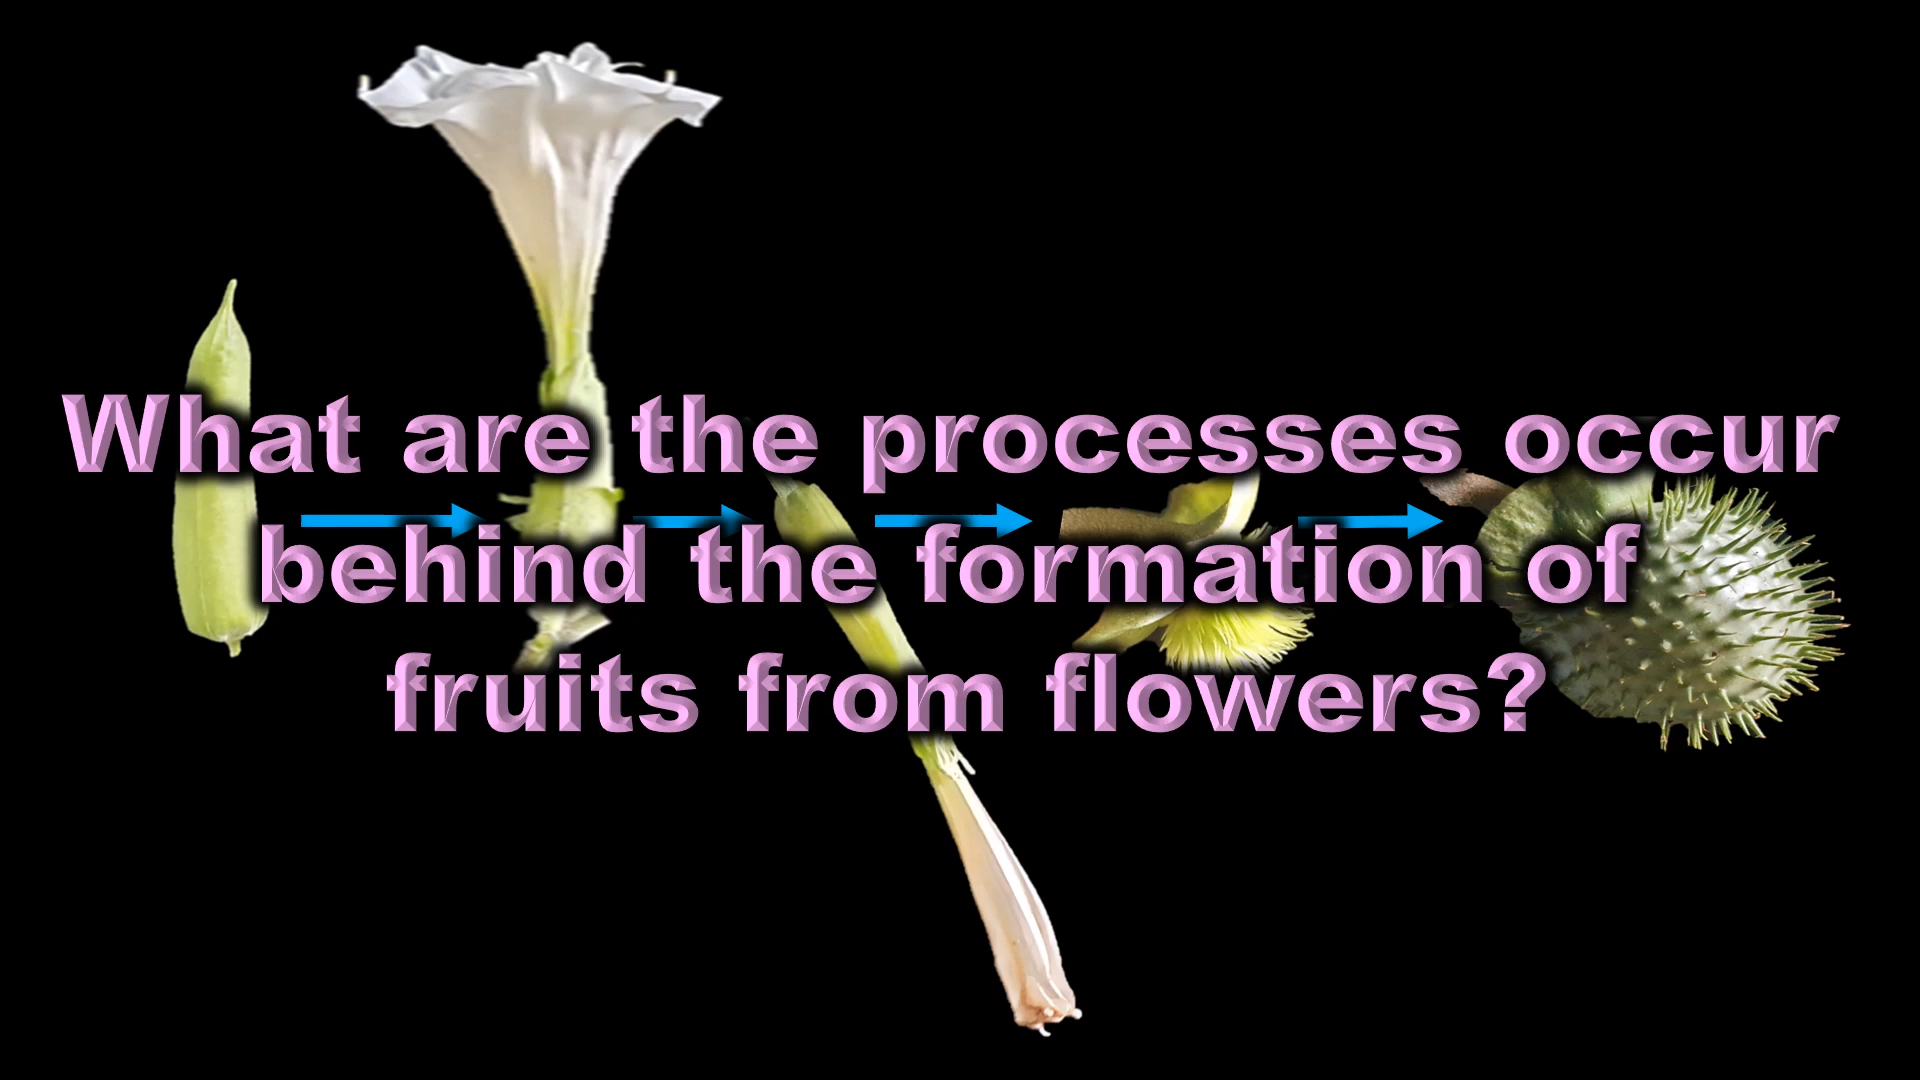 What are the processes occur
behind the formation of
fruits from flowers?